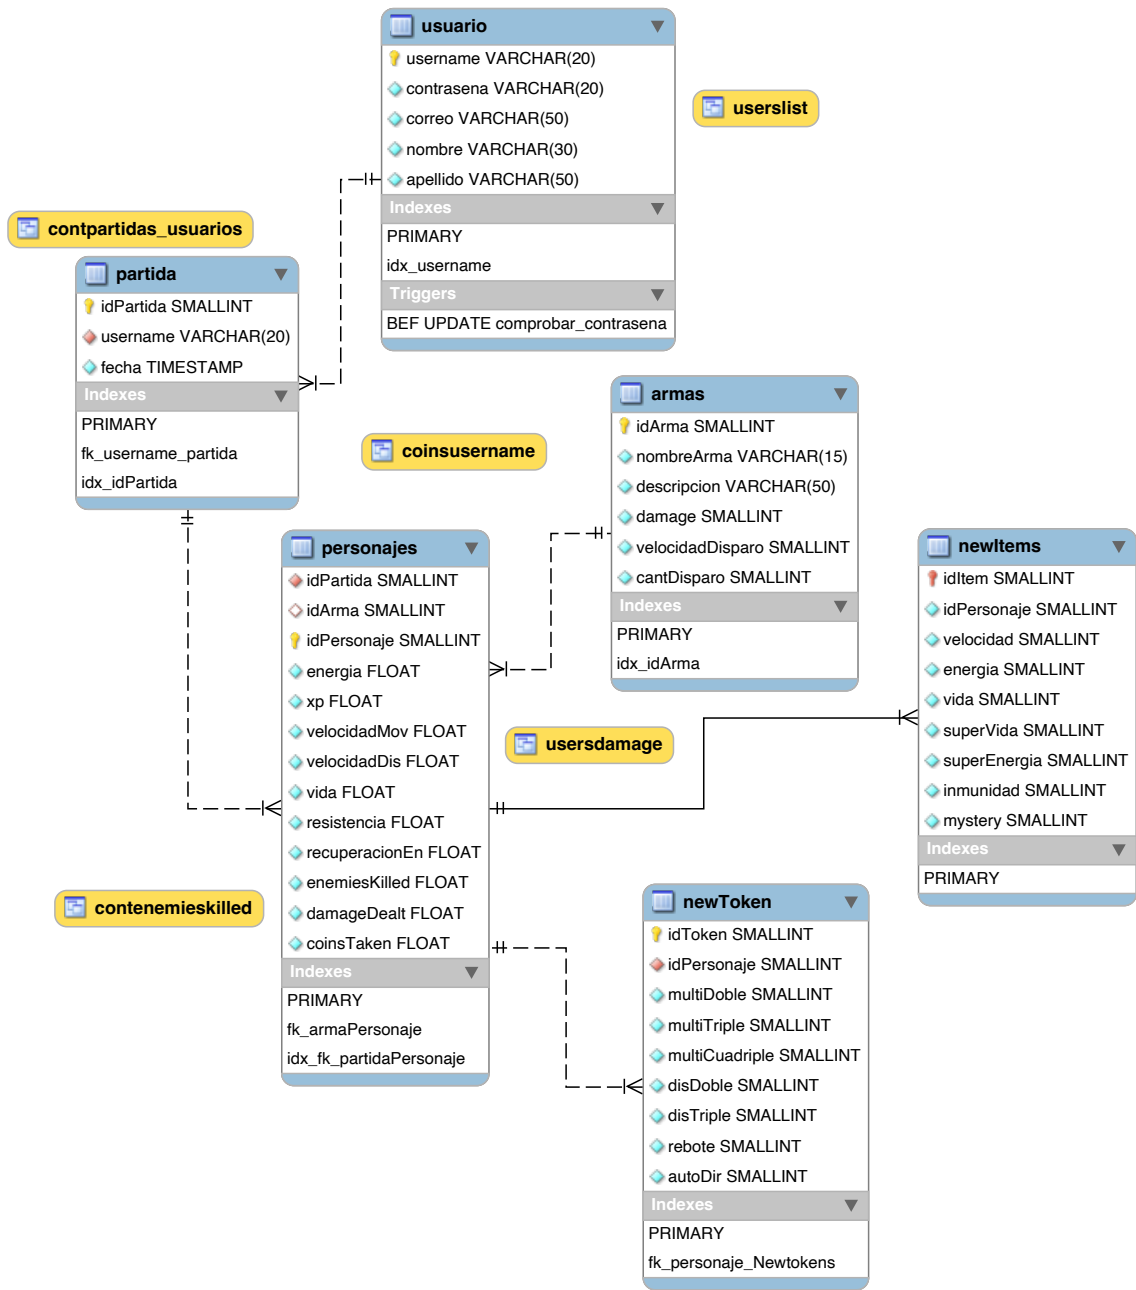 usuario
username VARCHAR(20)
contrasena VARCHAR(20)
correo VARCHAR(50)
nombre VARCHAR(30)
apellido VARCHAR(50)
Indexes
PRIMARY
idx_username
Triggers
BEF UPDATE comprobar_contrasena
userslist
contpartidas_usuarios
partida
idPartida SMALLINT
username VARCHAR(20)
fecha TIMESTAMP
Indexes
PRIMARY
fk_username_partida
idx_idPartida
coinsusername
armas
idArma SMALLINT
nombreArma VARCHAR(15)
descripcion VARCHAR(50)
damage SMALLINT
velocidadDisparo SMALLINT
cantDisparo SMALLINT
Indexes
PRIMARY
idx_idArma
personajes
idPartida SMALLINT
idArma SMALLINT
idPersonaje SMALLINT
energia FLOAT
xp FLOAT
velocidadMov FLOAT
velocidadDis FLOAT
vida FLOAT
resistencia FLOAT
recuperacionEn FLOAT
enemiesKilled FLOAT
damageDealt FLOAT
coinsTaken FLOAT
Indexes
PRIMARY
fk_armaPersonaje
idx_fk_partidaPersonaje
newItems
idItem SMALLINT
idPersonaje SMALLINT
velocidad SMALLINT
energia SMALLINT
vida SMALLINT
superVida SMALLINT
superEnergia SMALLINT
inmunidad SMALLINT
mystery SMALLINT
Indexes
PRIMARY
usersdamage
contenemieskilled
newToken
idToken SMALLINT
idPersonaje SMALLINT
multiDoble SMALLINT
multiTriple SMALLINT
multiCuadriple SMALLINT
disDoble SMALLINT
disTriple SMALLINT
rebote SMALLINT
autoDir SMALLINT
Indexes
PRIMARY
fk_personaje_Newtokens